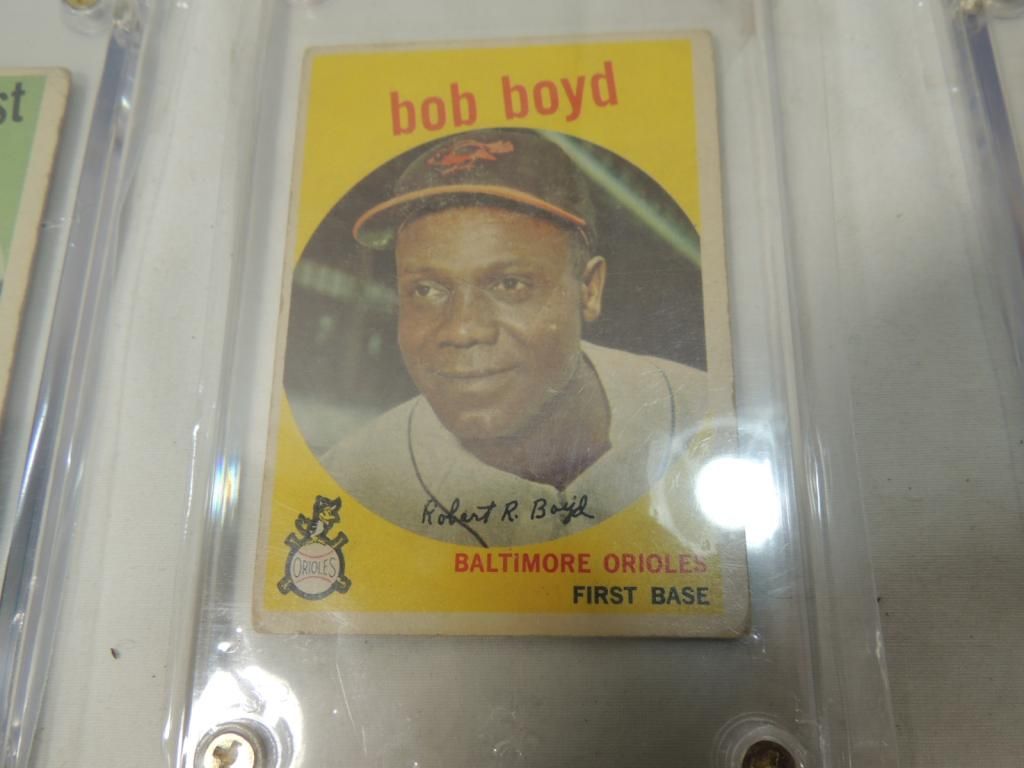 st
bob boyd
Robert R. Boyd
ORIOLES
BALTIMORE ORIOLES
FIRST BASE